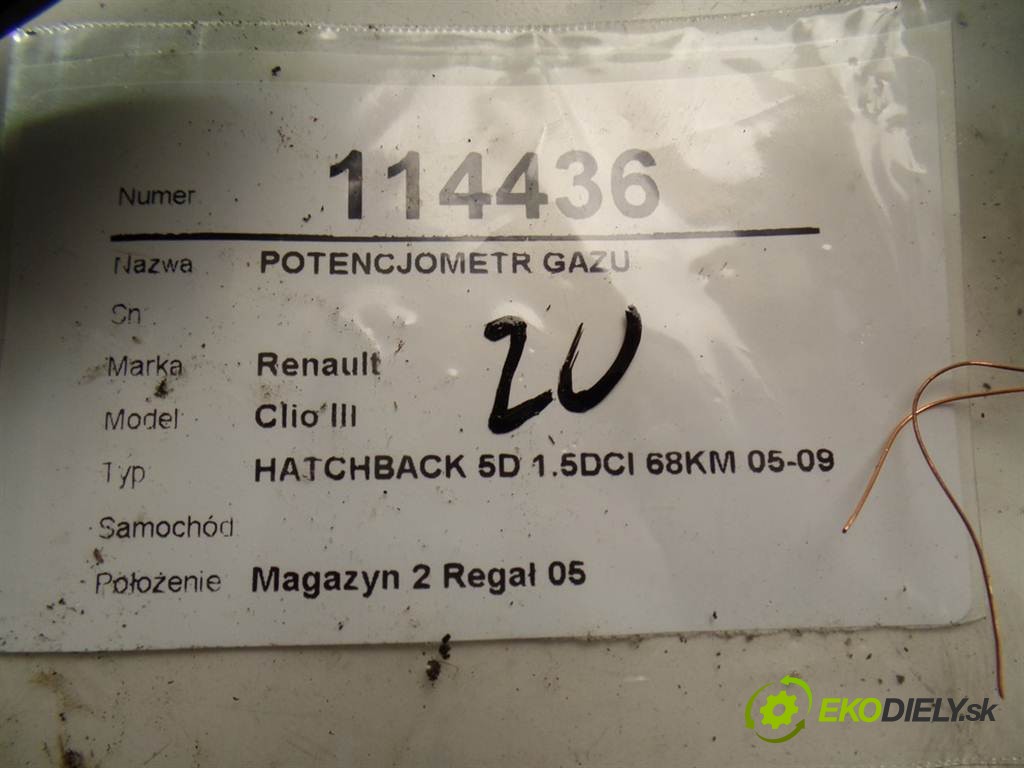 Numer 114436
Nazwa POTENCJOMETR GAZU
Sn
20
Marka Renault
Model Clio III
Typ HATCHBACK 5D 1.5DCI 68KM 05-09
Samochód
Położenie Magazyn 2 Regał 05
EKODIELY.sk